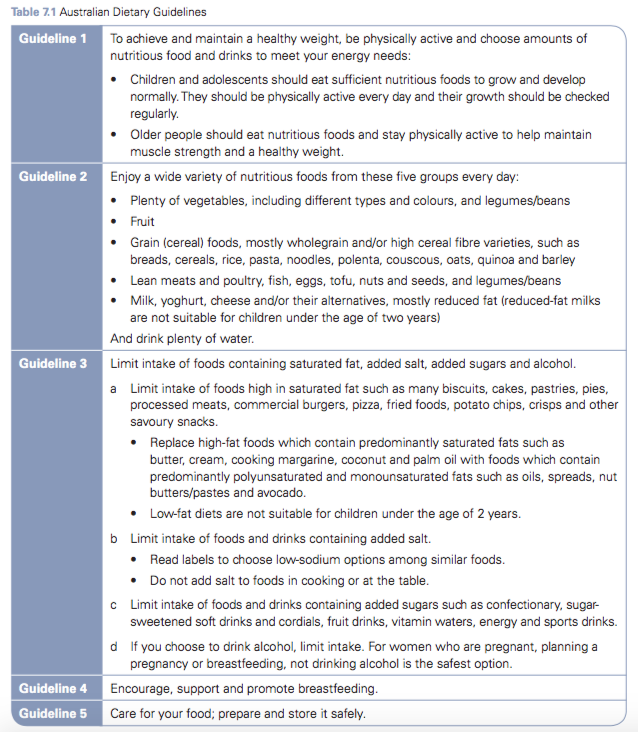 Table 7.1 Australian Dietary Guidelines
Guideline 1
To achieve and maintain a healthy weight, be physically active and choose amounts of
nutritious food and drinks to meet your energy needs:
• Children and adolescents should eat sufficient nutritious foods to grow and develop
normally. They should be physically active every day and their growth should be checked
regularly.
• Older people should eat nutritious foods and stay physically active to help maintain
muscle strength and a healthy weight.
Guideline 2
Enjoy a wide variety of nutritious foods from these five groups every day:
• Plenty of vegetables, including different types and colours, and legumes/beans
• Fruit
• Grain (cereal) foods, mostly wholegrain and/or high cereal fibre varieties, such as
breads, cereals, rice, pasta, noodles, polenta, couscous, oats, quinoa and barley
• Lean meats and poultry, fish, eggs, tofu, nuts and seeds, and legumes/beans
• Milk, yoghurt, cheese and/or their alternatives, mostly reduced fat (reduced-fat milks
are not suitable for children under the age of two years)
And drink plenty of water.
Guideline 3
Limit intake of foods containing saturated fat, added salt, added sugars and alcohol.
a Limit intake of foods high in saturated fat such as many biscuits, cakes, pastries, pies,
processed meats, commercial burgers, pizza, fried foods, potato chips, crisps and other
savoury snacks.
• Replace high-fat foods which contain predominantly saturated fats such as
butter, cream, cooking margarine, coconut and palm oil with foods which contain
predominantly polyunsaturated and monounsaturated fats such as oils, spreads, nut
butters/pastes and avocado.
• Low-fat diets are not suitable for children under the age of 2 years.
b Limit intake of foods and drinks containing added salt.
• Read labels to choose low-sodium options among similar foods.
• Do not add salt to foods in cooking or at the table.
c Limit intake of foods and drinks containing added sugars such as confectionary, sugar-
sweetened soft drinks and cordials, fruit drinks, vitamin waters, energy and sports drinks.
d If you choose to drink alcohol, limit intake. For women who are pregnant, planning a
pregnancy or breastfeeding, not drinking alcohol is the safest option.
Guideline 4
Encourage, support and promote breastfeeding.
Guideline 5
Care for your food; prepare and store it safely.